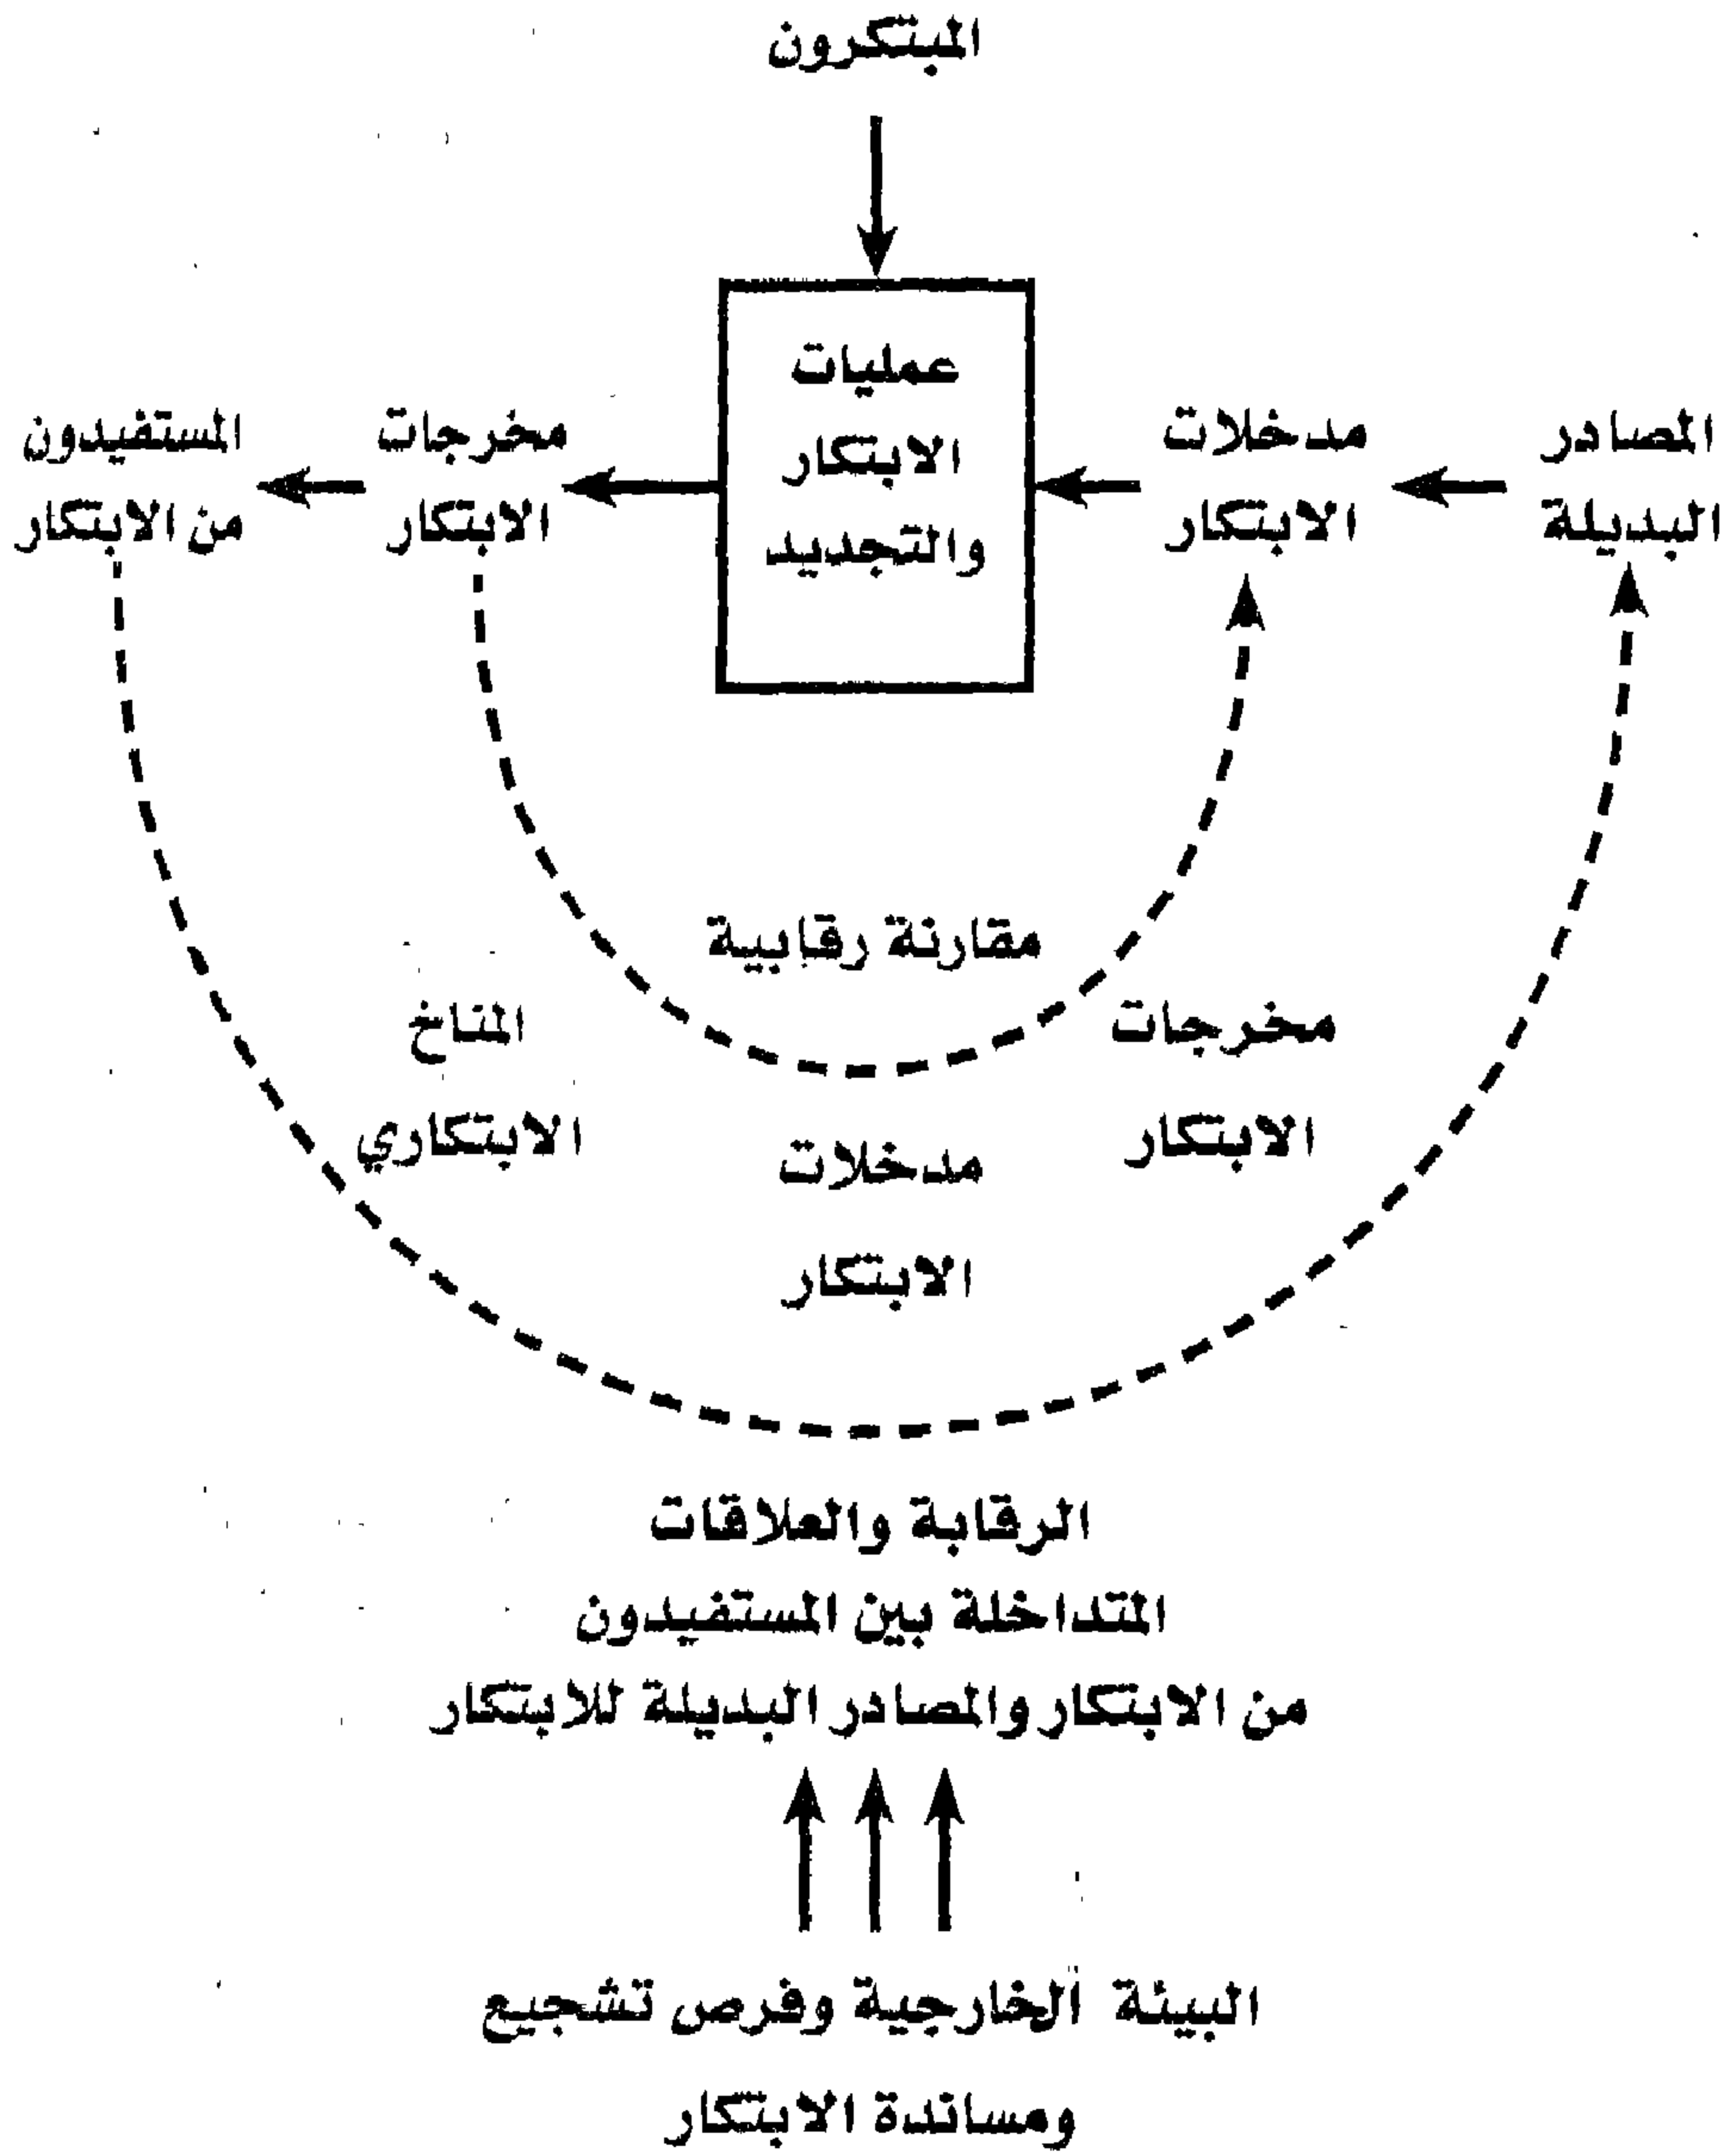 المبتكرون
عمليات
الابتكار
والتجديد
المصادر
البديلة
مدخلات
الابتكار
مخرجات
الابتكار
المستفيدون
من الابتكار
مقارنة رقابية
مخرجات
الابتكار
مدخلات
الابتكار
المناخ
الابتكاري
الرقابة والعلاقات
المتداخلة بين المستفيدون
من الابتكار والمصادر البديلة للابتكار
البيئة الخارجية وفرص تشجيع
ومساندة الابتكار